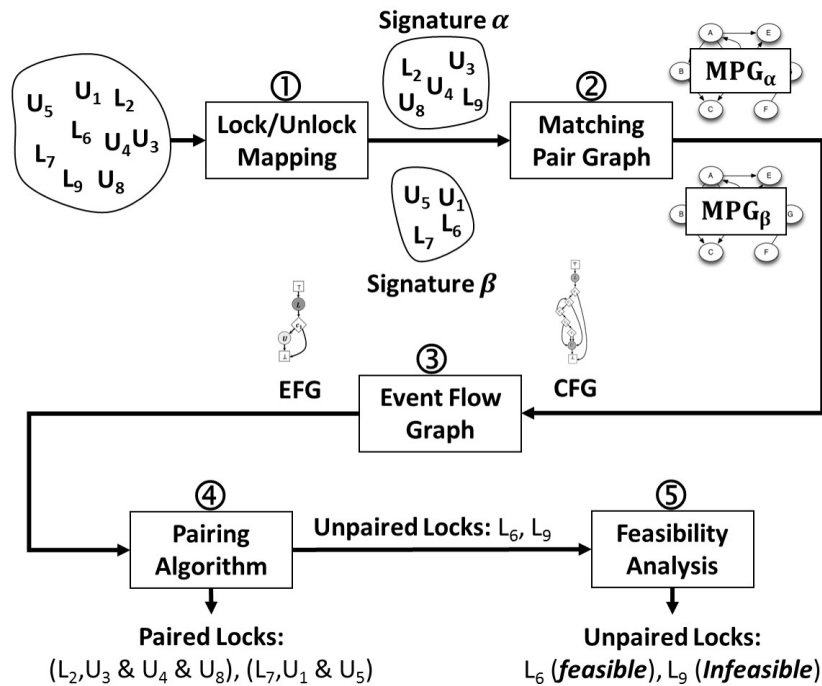 Signature α
L₂ U₃
U₄
U₈ L₉
U₅ U₁ L₂
L₆ U₄ U₃
L₇
L₉ U₈
①
Lock/Unlock
Mapping
②
Matching
Pair Graph
A E
B
MPGα
C F
A E
B G
MPGβ
C F
U₅ U₁
L₇ L₆
Signature β
EFG
T
L
U
⊥
③
Event Flow
Graph
CFG
④
Pairing
Algorithm
Unpaired Locks: L₆, L₉
⑤
Feasibility
Analysis
Paired Locks:
(L₂,U₃ & U₄ & U₈), (L₇,U₁ & U₅)
Unpaired Locks:
L₆ (feasible), L₉ (Infeasible)